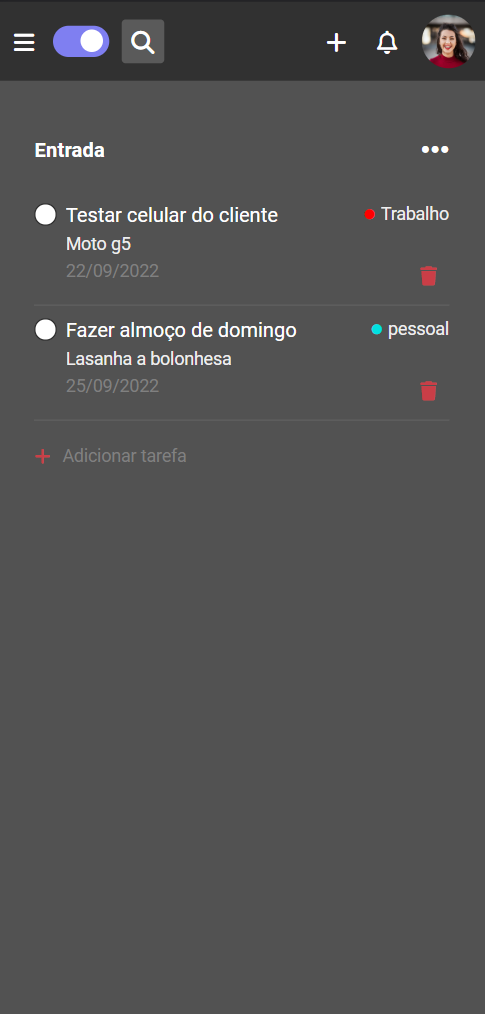 Entrada
Testar celular do cliente
Trabalho
Moto g5
22/09/2022
Fazer almoço de domingo
pessoal
Lasanha a bolonhesa
25/09/2022
Adicionar tarefa